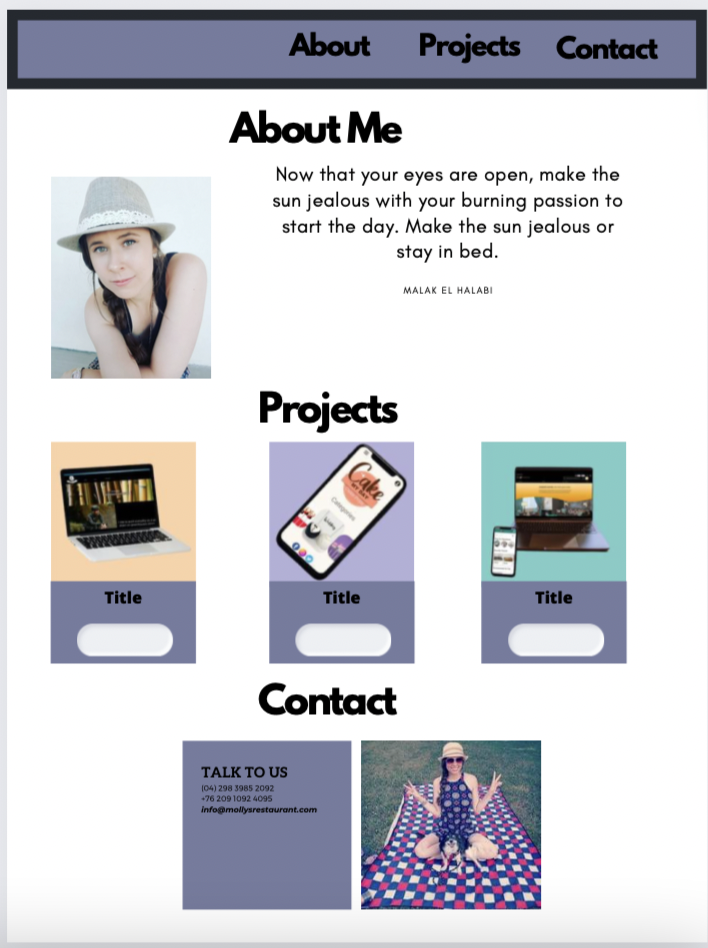 About Projects Contact
About Me
Now that your eyes are open, make the
sun jealous with your burning passion to
start the day. Make the sun jealous or
stay in bed.
MALAK EL HALABI
Projects
Cake
Categories
Title Title Title
Contact
TALK TO US
(04) 298 3985 2092
+76 209 1092 4095
info@mollysrestaurant.com